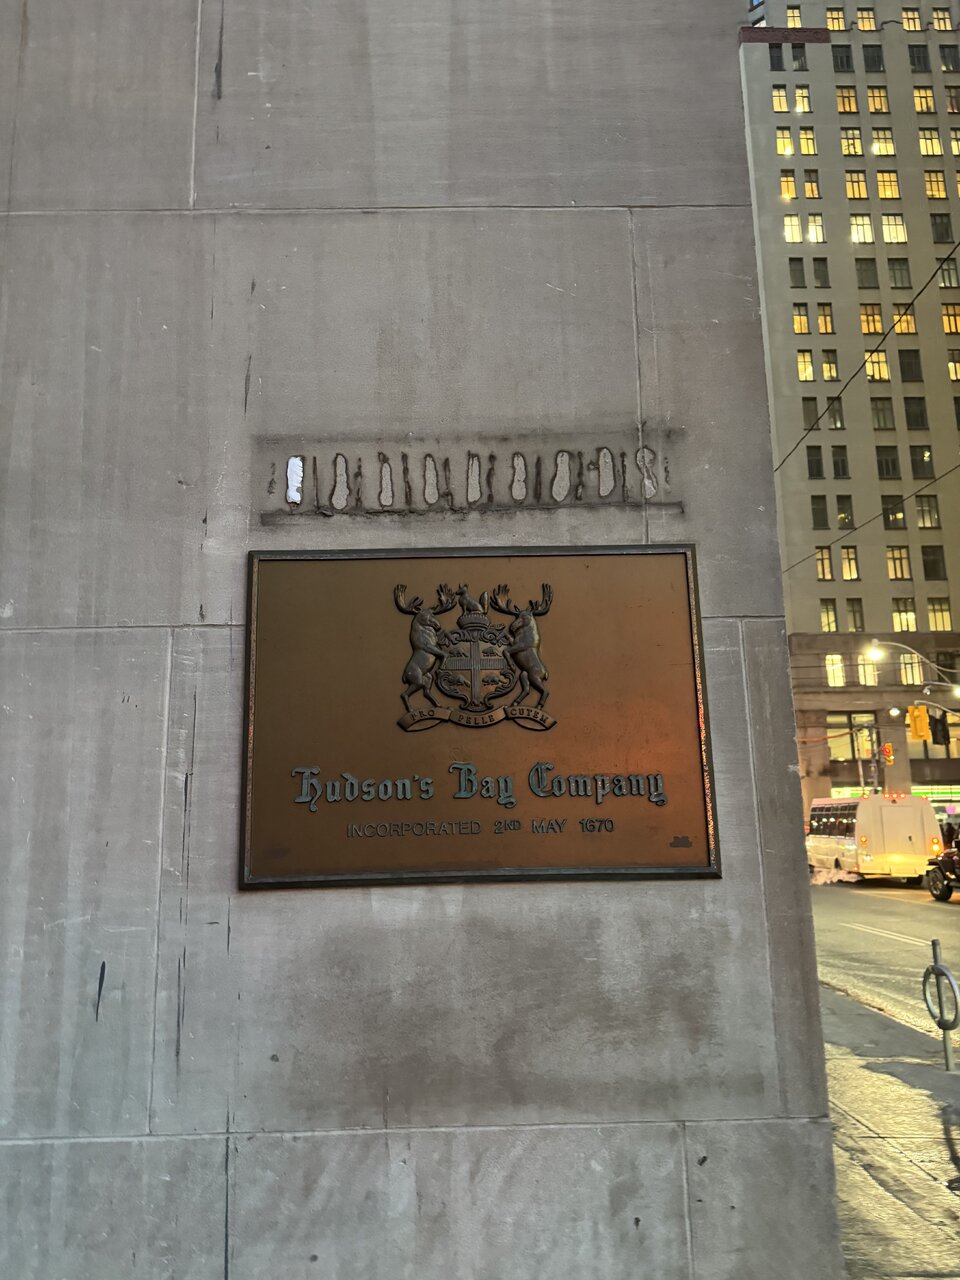 PRO PELLE CUTEM
Hudson's Bay Company
INCORPORATED 2ND MAY 1670